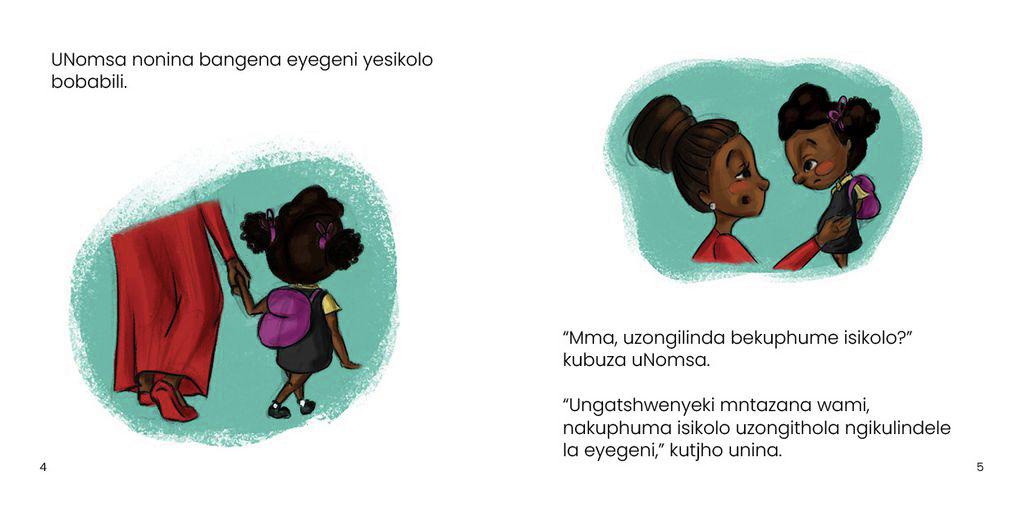 UNomsa nonina bangena eyegeni yesikolo
bobabili.
4
“Mma, uzongilinda bekuphume isikolo?”
kubuza uNomsa.
“Ungatshwenyeki mntazana wami,
nakuphuma isikolo uzongithola ngikulindele
la eyegeni,” kutjho unina.
5